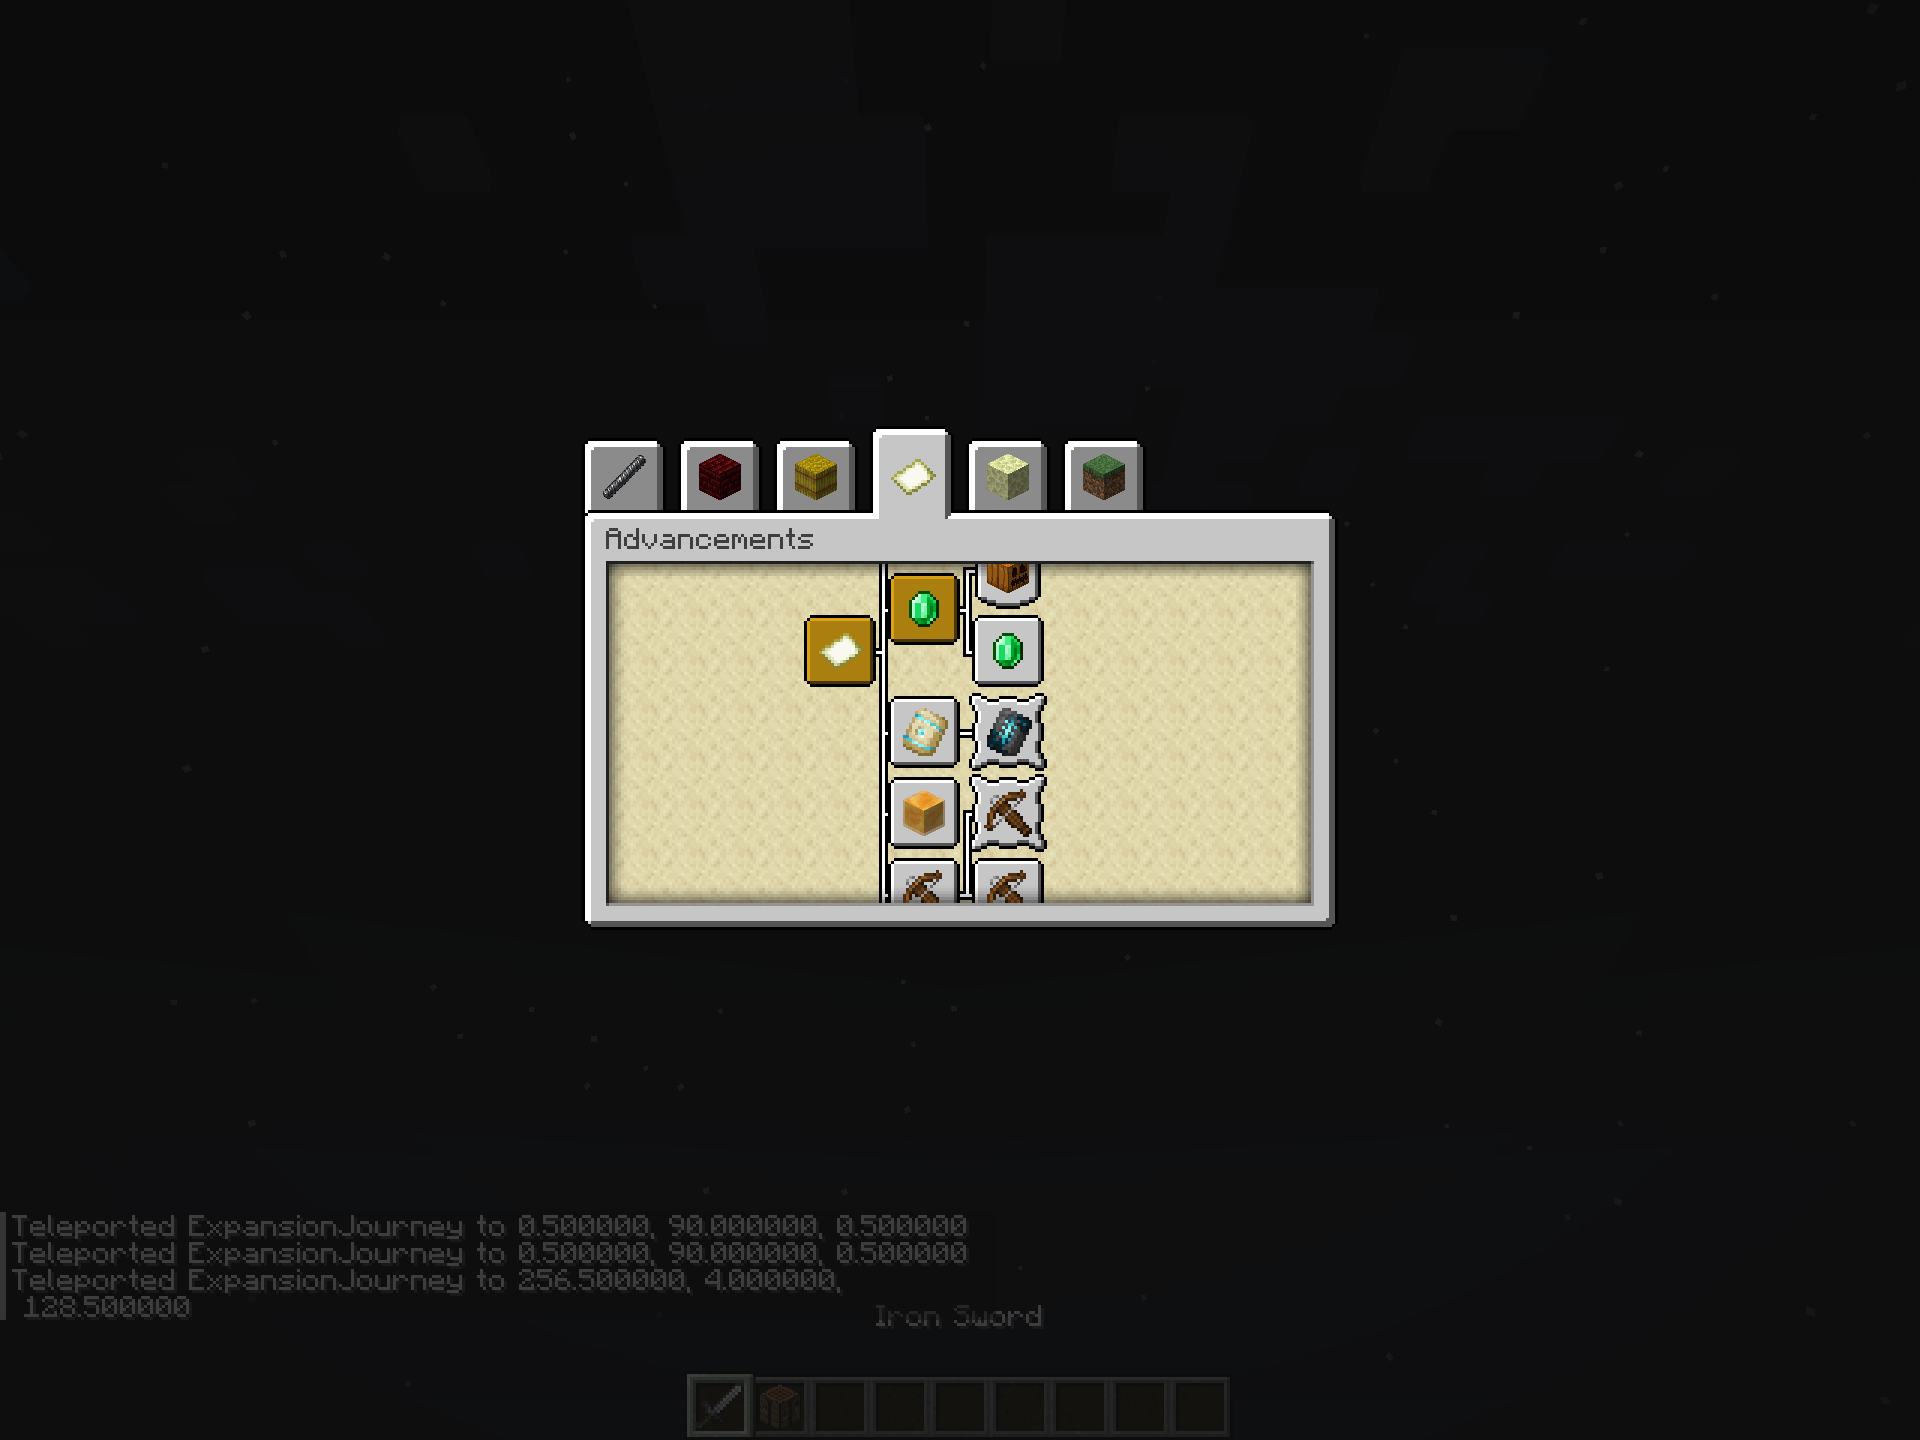 Advancements
Teleported ExpansionJourney to 0.500000, 90.000000, 0.500000
Teleported ExpansionJourney to 0.500000, 90.000000, 0.500000
Teleported ExpansionJourney to 256.500000, 4.000000,
128.500000
Iron Sword